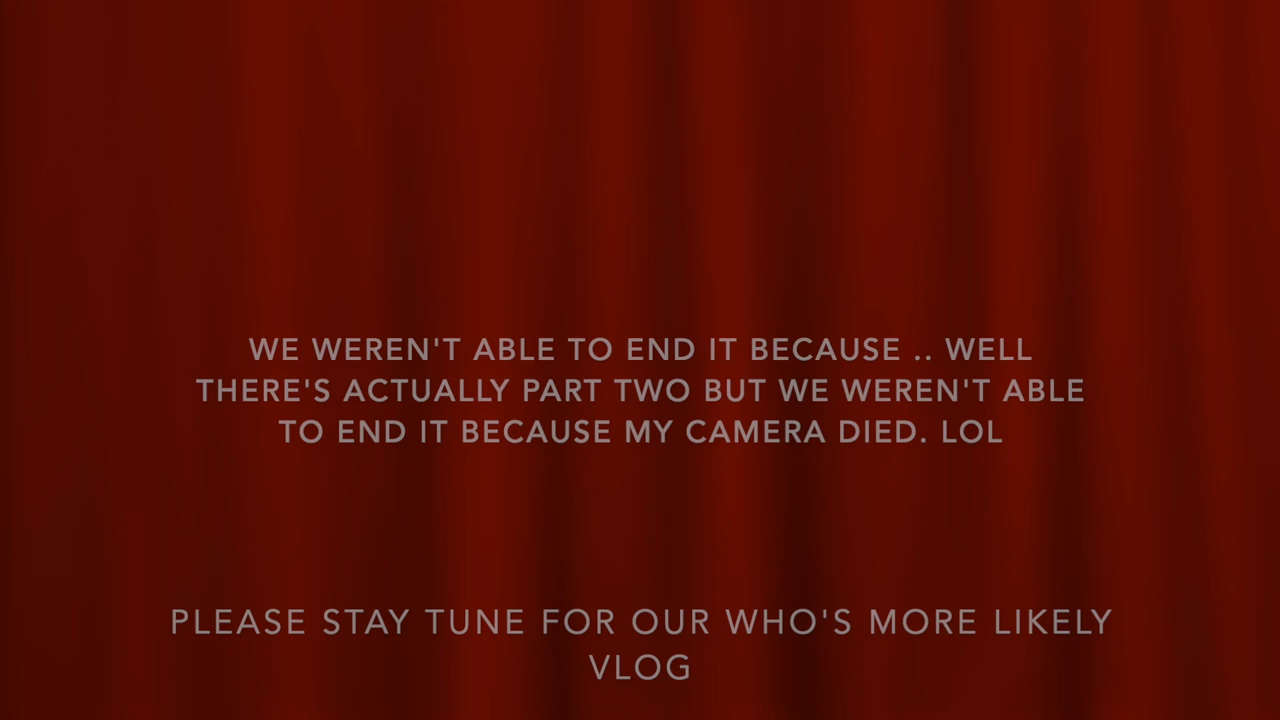 WE WEREN'T ABLE TO END IT BECAUSE .. WELL
THERE'S ACTUALLY PART TWO BUT WE WEREN'T ABLE
TO END IT BECAUSE MY CAMERA DIED. LOL
PLEASE STAY TUNE FOR OUR WHO'S MORE LIKELY
VLOG